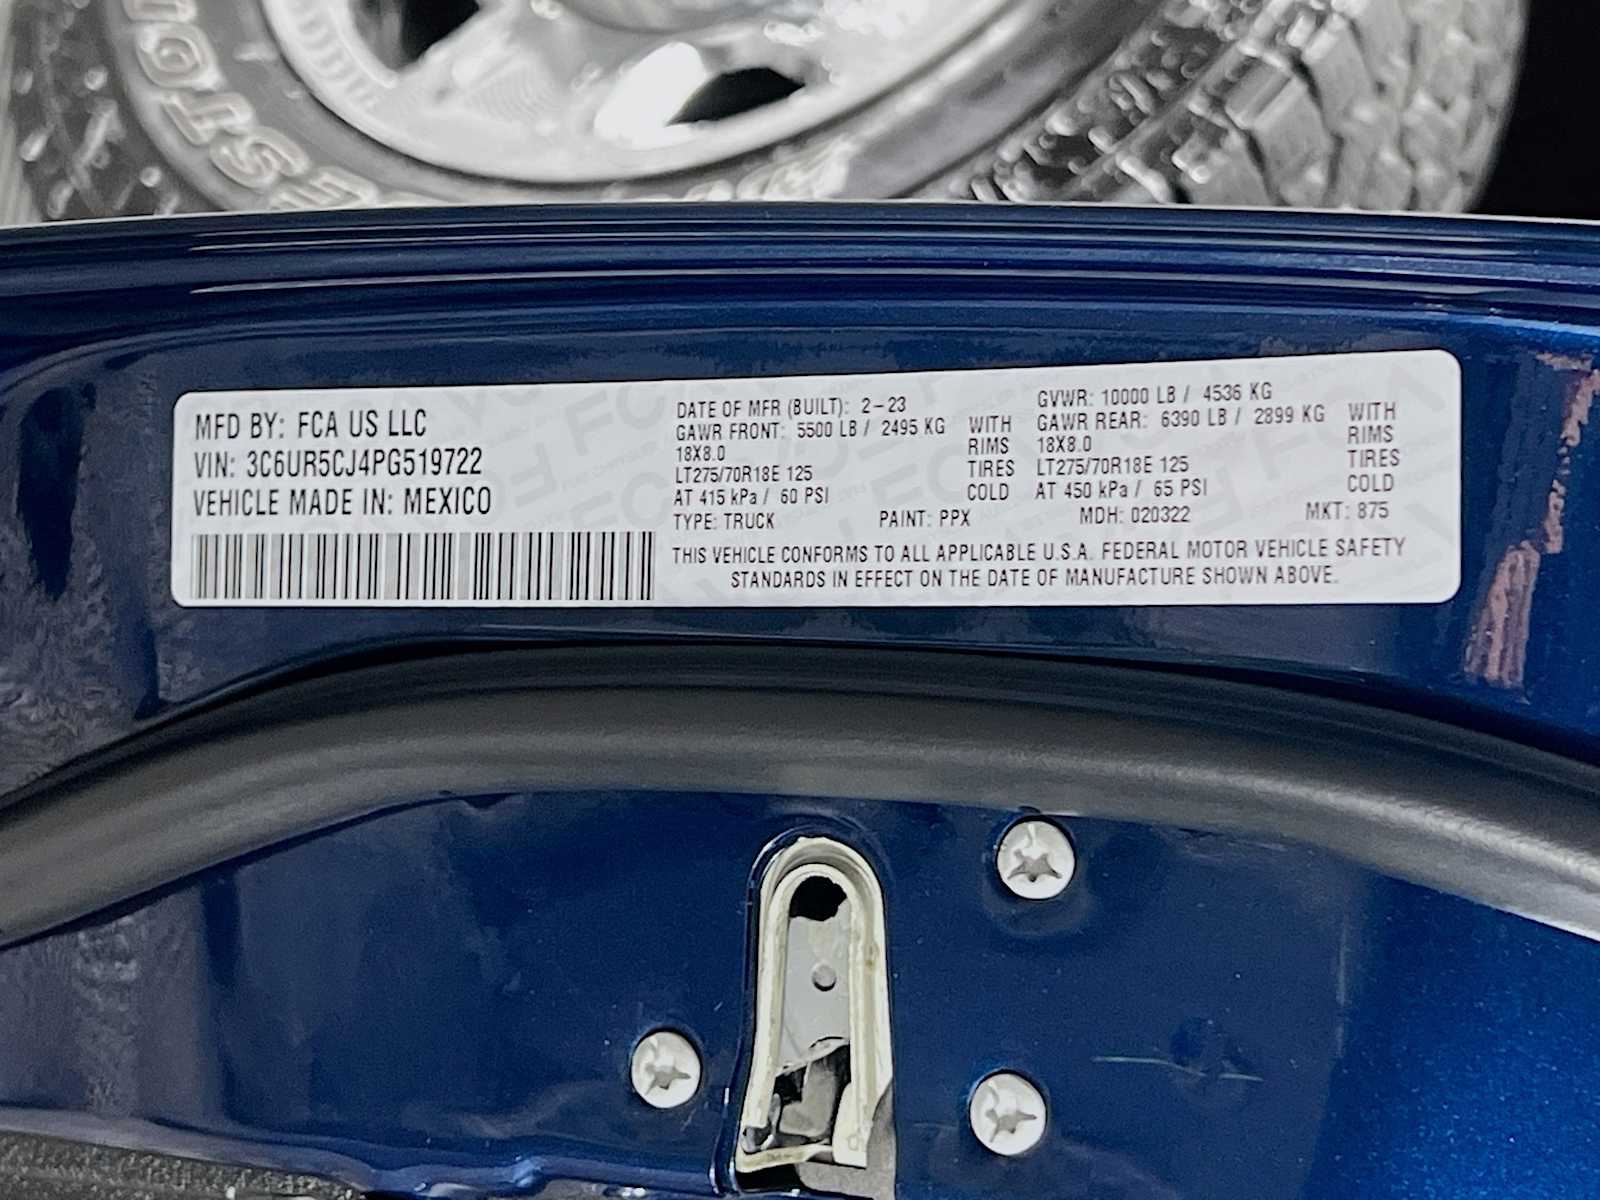 MFD BY: FCA US LLC
VIN: 3C6UR5CJ4PG519722
VEHICLE MADE IN: MEXICO
DATE OF MFR (BUILT): 2-23
GAWR FRONT: 5500 LB / 2495 KG WITH
18X8.0 RIMS
LT275/70R18E 125 TIRES
AT 415 kPa / 60 PSI COLD
GVWR: 10000 LB / 4536 KG
GAWR REAR: 6390 LB / 2899 KG WITH
18X8.0 RIMS
LT275/70R18E 125 TIRES
AT 450 kPa / 65 PSI COLD
TYPE: TRUCK PAINT: PPX MDH: 020322 MKT: 875
THIS VEHICLE CONFORMS TO ALL APPLICABLE U.S.A. FEDERAL MOTOR VEHICLE SAFETY
STANDARDS IN EFFECT ON THE DATE OF MANUFACTURE SHOWN ABOVE.